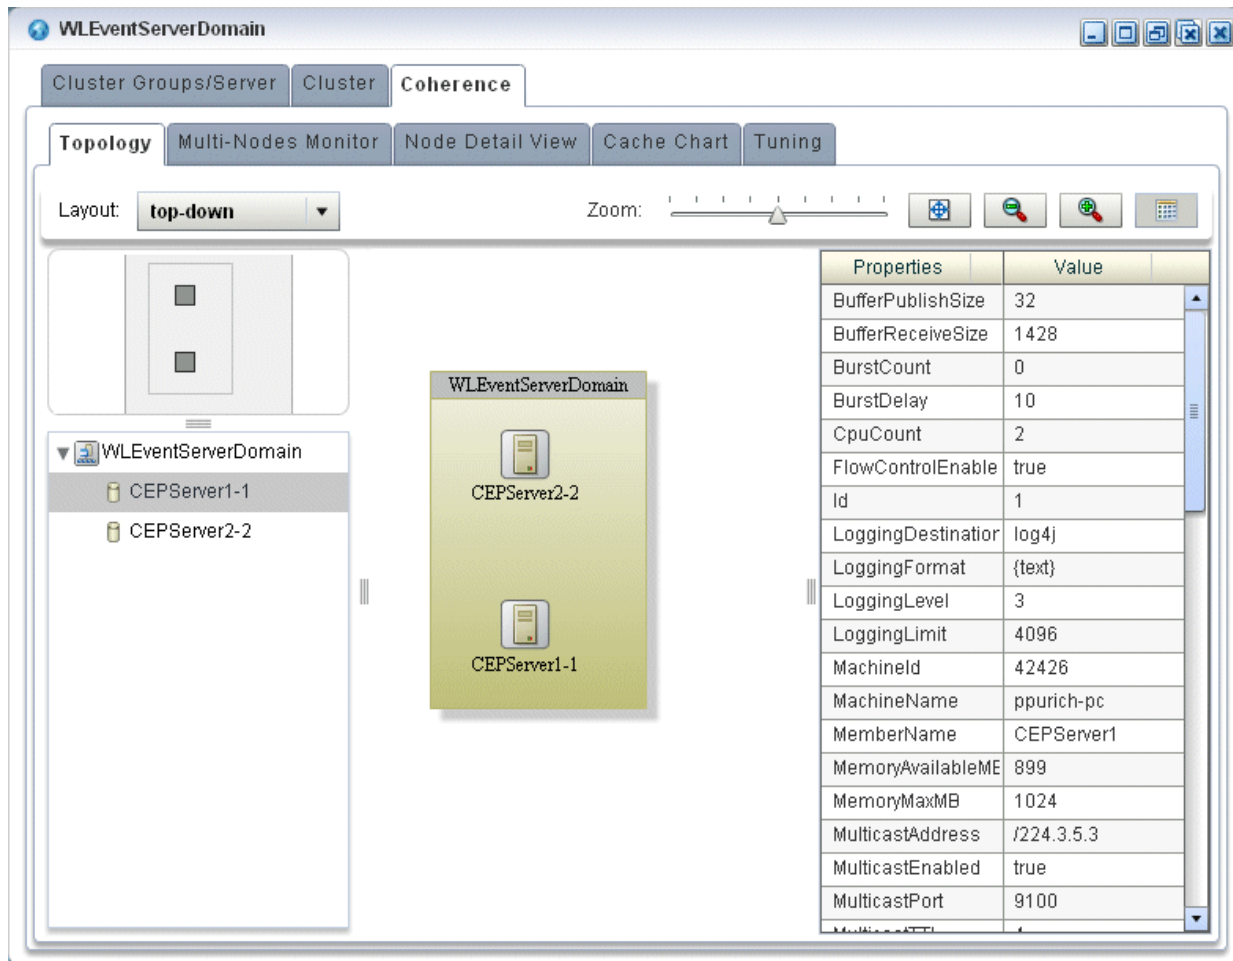 WLEventServerDomain
Cluster Groups/Server Cluster Coherence
Topology Multi-Nodes Monitor Node Detail View Cache Chart Tuning
Layout: top-down Zoom:
WLEventServerDomain
CEPServer1-1
CEPServer2-2
WLEventServerDomain
CEPServer2-2
CEPServer1-1
Properties Value
BufferPublishSize 32
BufferReceiveSize 1428
BurstCount 0
BurstDelay 10
CpuCount 2
FlowControlEnable true
Id 1
LoggingDestination log4j
LoggingFormat {text}
LoggingLevel 3
LoggingLimit 4096
MachineId 42426
MachineName ppurich-pc
MemberName CEPServer1
MemoryAvailableME 899
MemoryMaxMB 1024
MulticastAddress /224.3.5.3
MulticastEnabled true
MulticastPort 9100